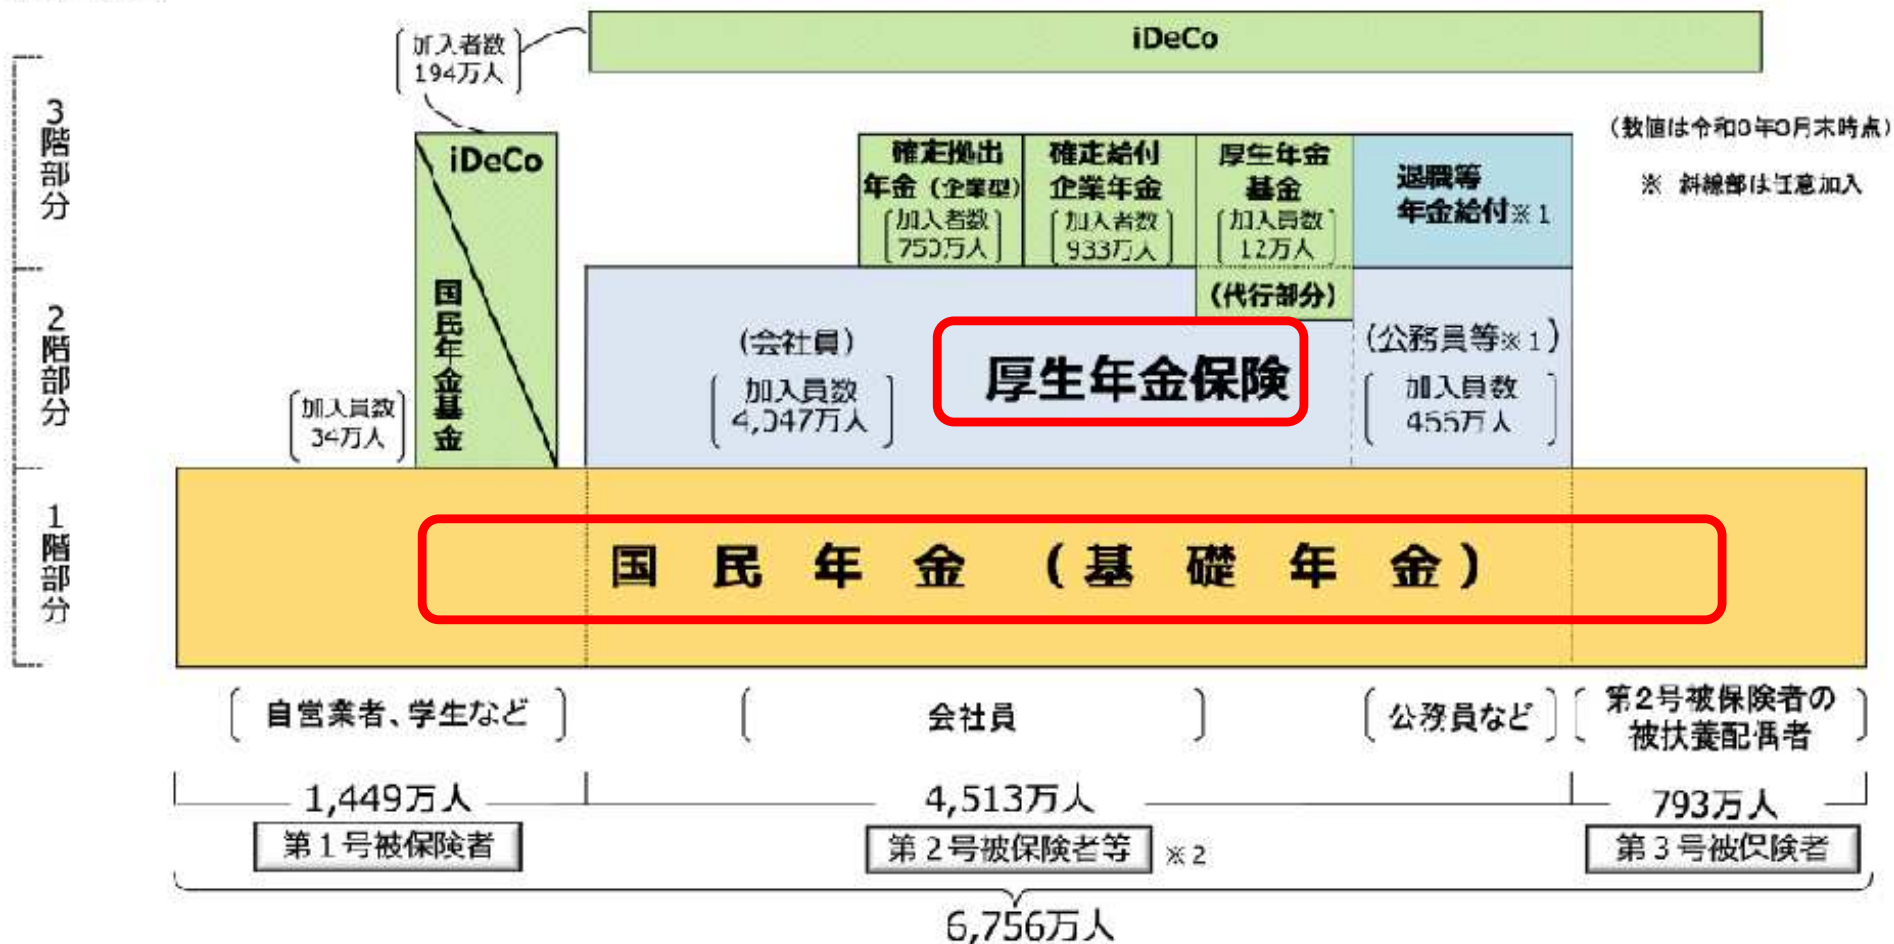 iDeCo
加入者数
194万人
3階部分
(数値は令和3年3月末時点)
※ 斜線部は任意加入
iDeCo
国民年金基金
確定拠出
年金(企業型)
加入者数
750万人
確定給付
企業年金
加入者数
933万人
厚生年金
基金
加入員数
12万人
(代行部分)
退職等
年金給付※1
2階部分
加入員数
34万人
(会社員)
加入員数
4,047万人
厚生年金保険
(公務員等※1)
加入員数
466万人
1階部分
国民年金(基礎年金)
自営業者、学生など
会社員
公務員など
第2号被保険者の
被扶養配偶者
1,449万人
4,513万人
793万人
第1号被保険者
第2号被保険者等 ※2
第3号被保険者
6,756万人